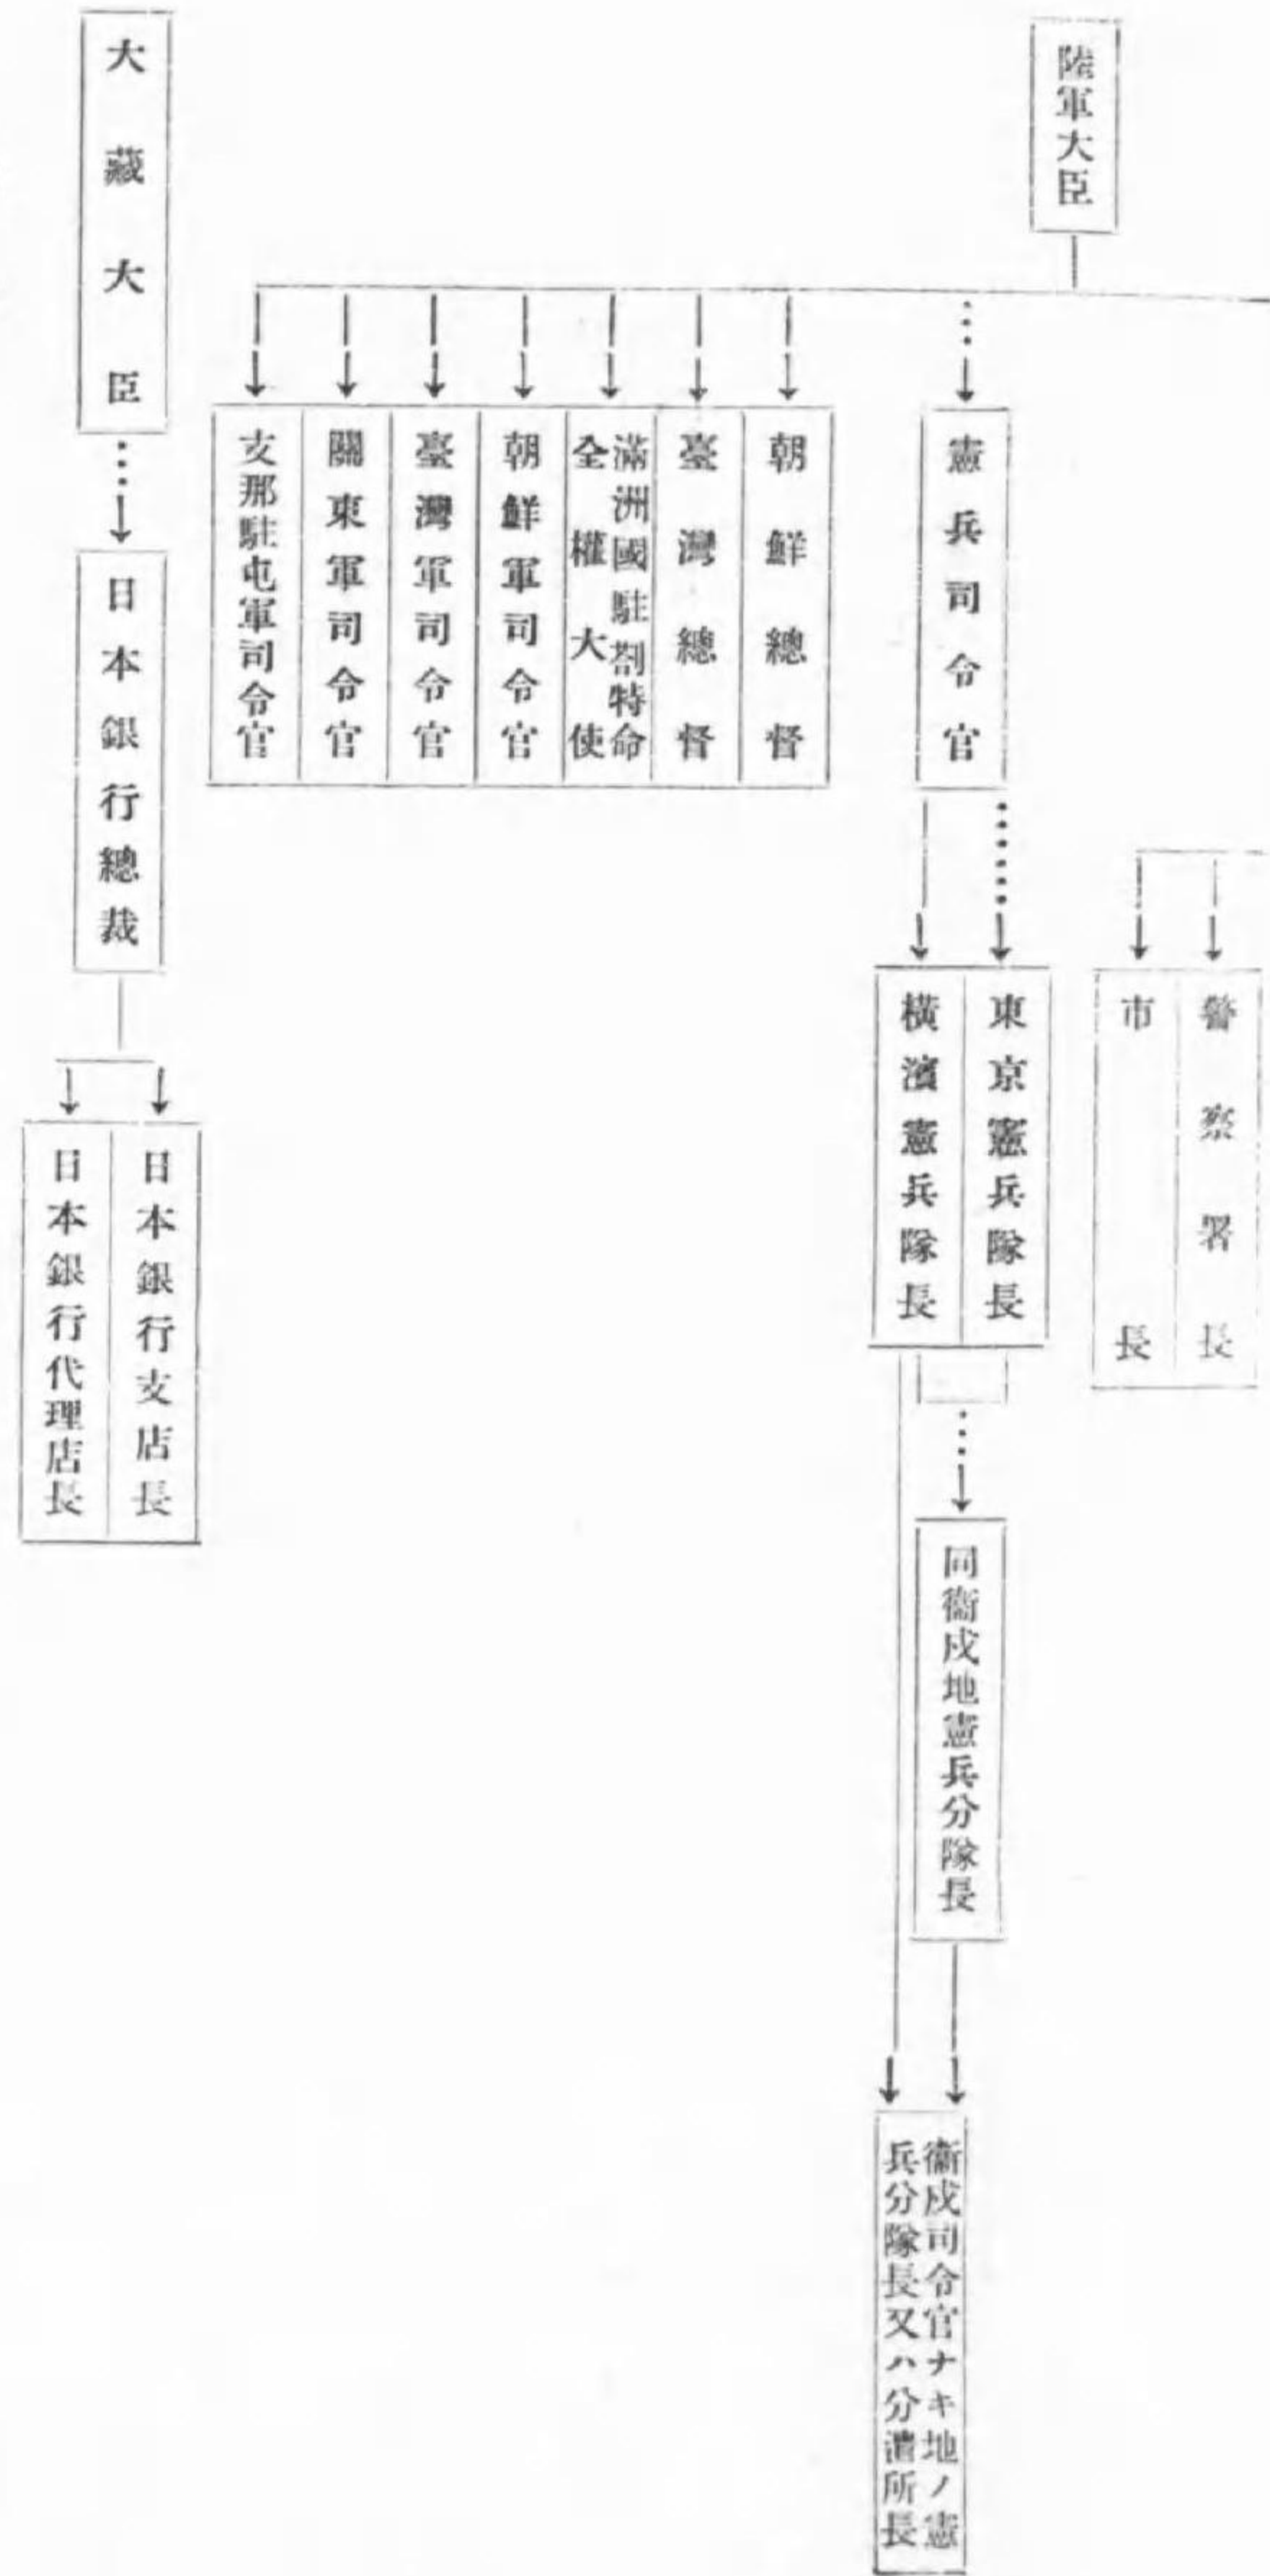 陸軍大臣
警察署長
市長
憲兵司令官
東京憲兵隊長
横濱憲兵隊長
同衞戍地憲兵分隊長
衞戍司令官ナキ地ノ憲
兵分隊長又ハ分遣所長
朝鮮總督
臺灣總督
滿洲國駐剳特命
全權大使
朝鮮軍司令官
臺灣軍司令官
關東軍司令官
支那駐屯軍司令官
大藏大臣
日本銀行總裁
日本銀行支店長
日本銀行代理店長